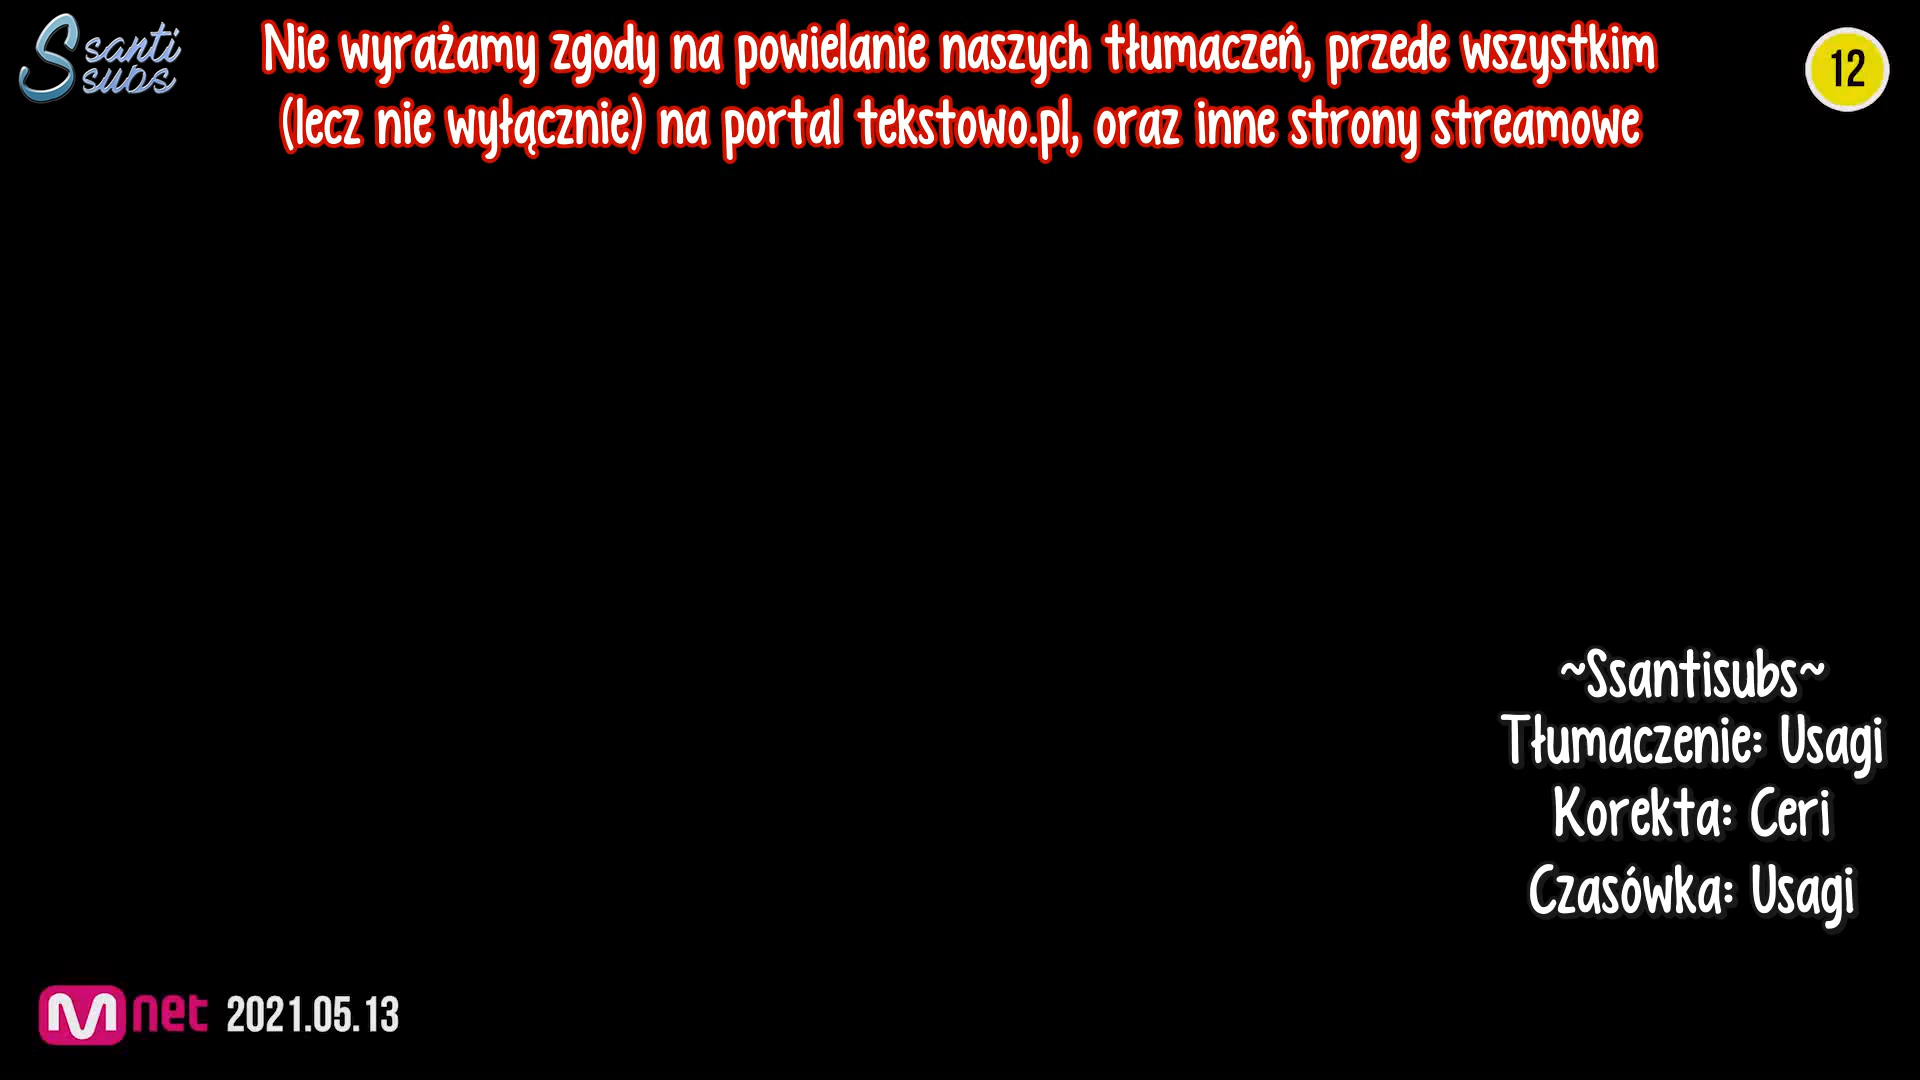 Ssanti
subs
Nie wyrażamy zgody na powielanie naszych tłumaczeń, przede wszystkim
(lecz nie wyłącznie) na portal tekstowo.pl, oraz inne strony streamowe
12
~Ssantisubs~
Tłumaczenie: Usagi
Korekta: Ceri
Czasówka: Usagi
Mnet 2021.05.13